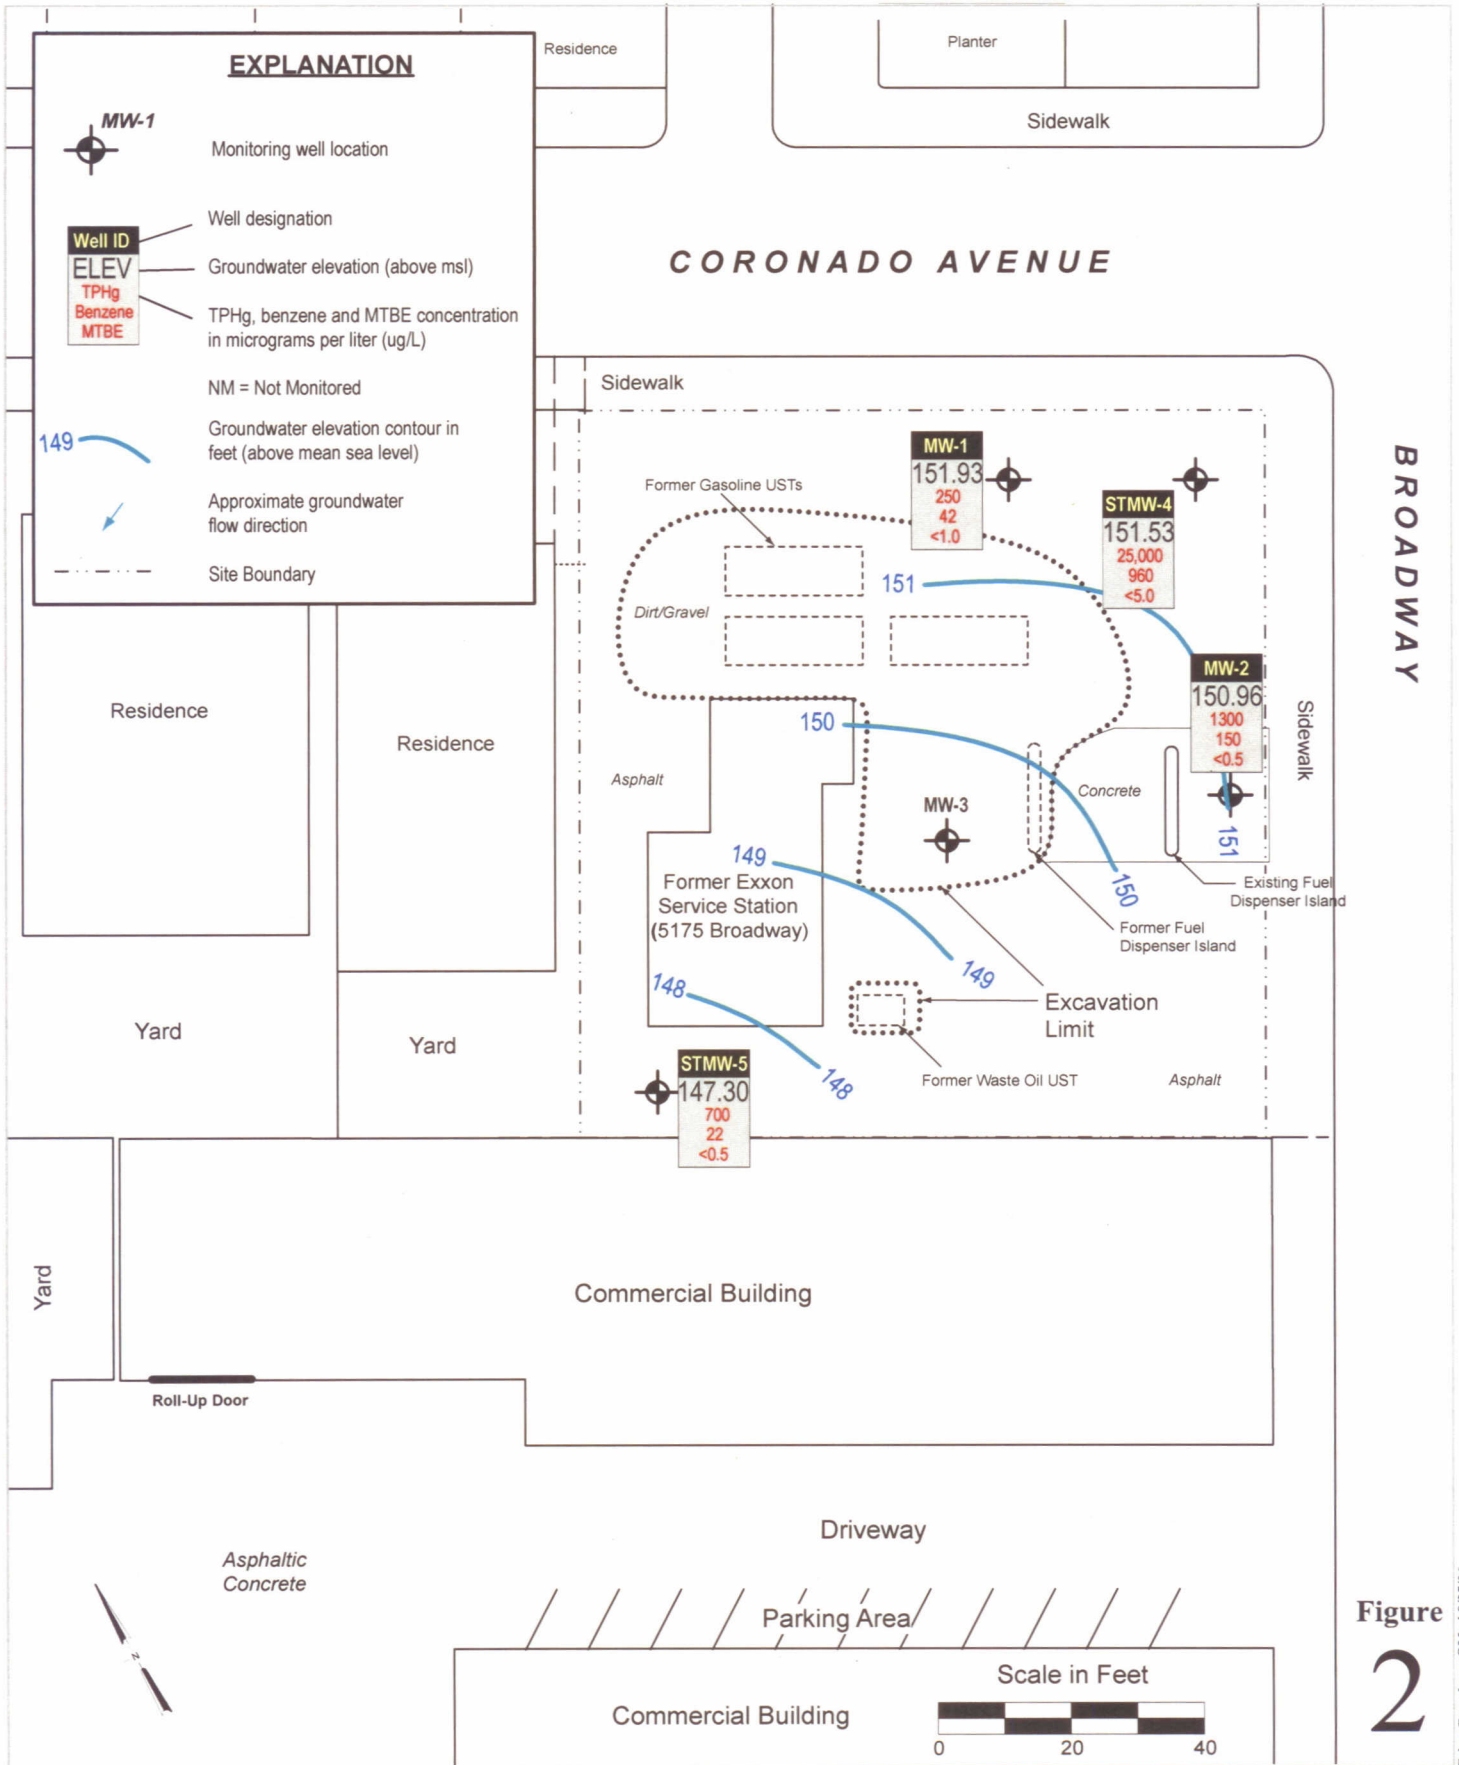 EXPLANATION
MW-1
Monitoring well location
Well designation
Well ID
ELEV
TPHg
Benzene
MTBE
Groundwater elevation (above msl)
TPHg, benzene and MTBE concentration
in micrograms per liter (ug/L)
NM = Not Monitored
149
Groundwater elevation contour in
feet (above mean sea level)
Approximate groundwater
flow direction
Site Boundary
Residence
Planter
Sidewalk
CORONADO AVENUE
Sidewalk
BROADWAY
Sidewalk
Former Gasoline USTs
MW-1
151.93
250
42
<1.0
STMW-4
151.53
25,000
960
<5.0
151
Dirt/Gravel
MW-2
150.96
1300
150
<0.5
Residence
Residence
150
Asphalt
Concrete
MW-3
151
149
150
Former Exxon
Service Station
(5175 Broadway)
Existing Fuel
Dispenser Island
Former Fuel
Dispenser Island
149
148
Excavation
Limit
Yard
Yard
Former Waste Oil UST
Asphalt
148
STMW-5
147.30
700
22
<0.5
Yard
Commercial Building
Roll-Up Door
Driveway
Asphaltic
Concrete
Parking Area
N
Scale in Feet
Commercial Building
0 20 40
Figure
2